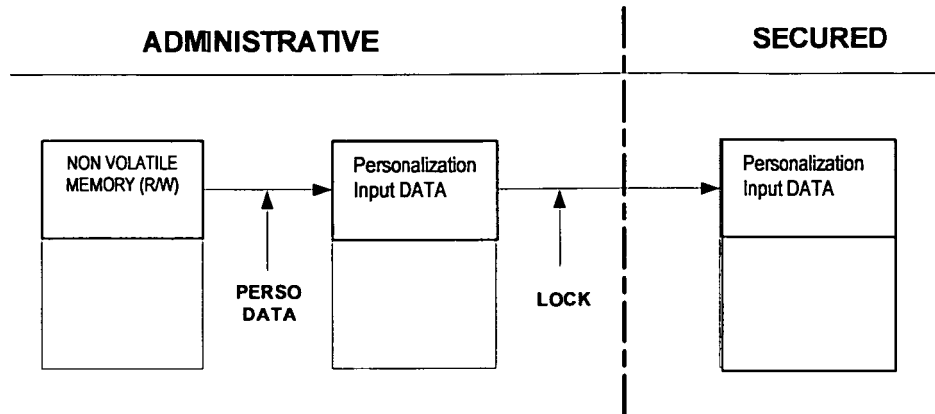 ADMINISTRATIVE
SECURED
NON VOLATILE
MEMORY (R/W)
Personalization
Input DATA
Personalization
Input DATA
PERSO
DATA
LOCK